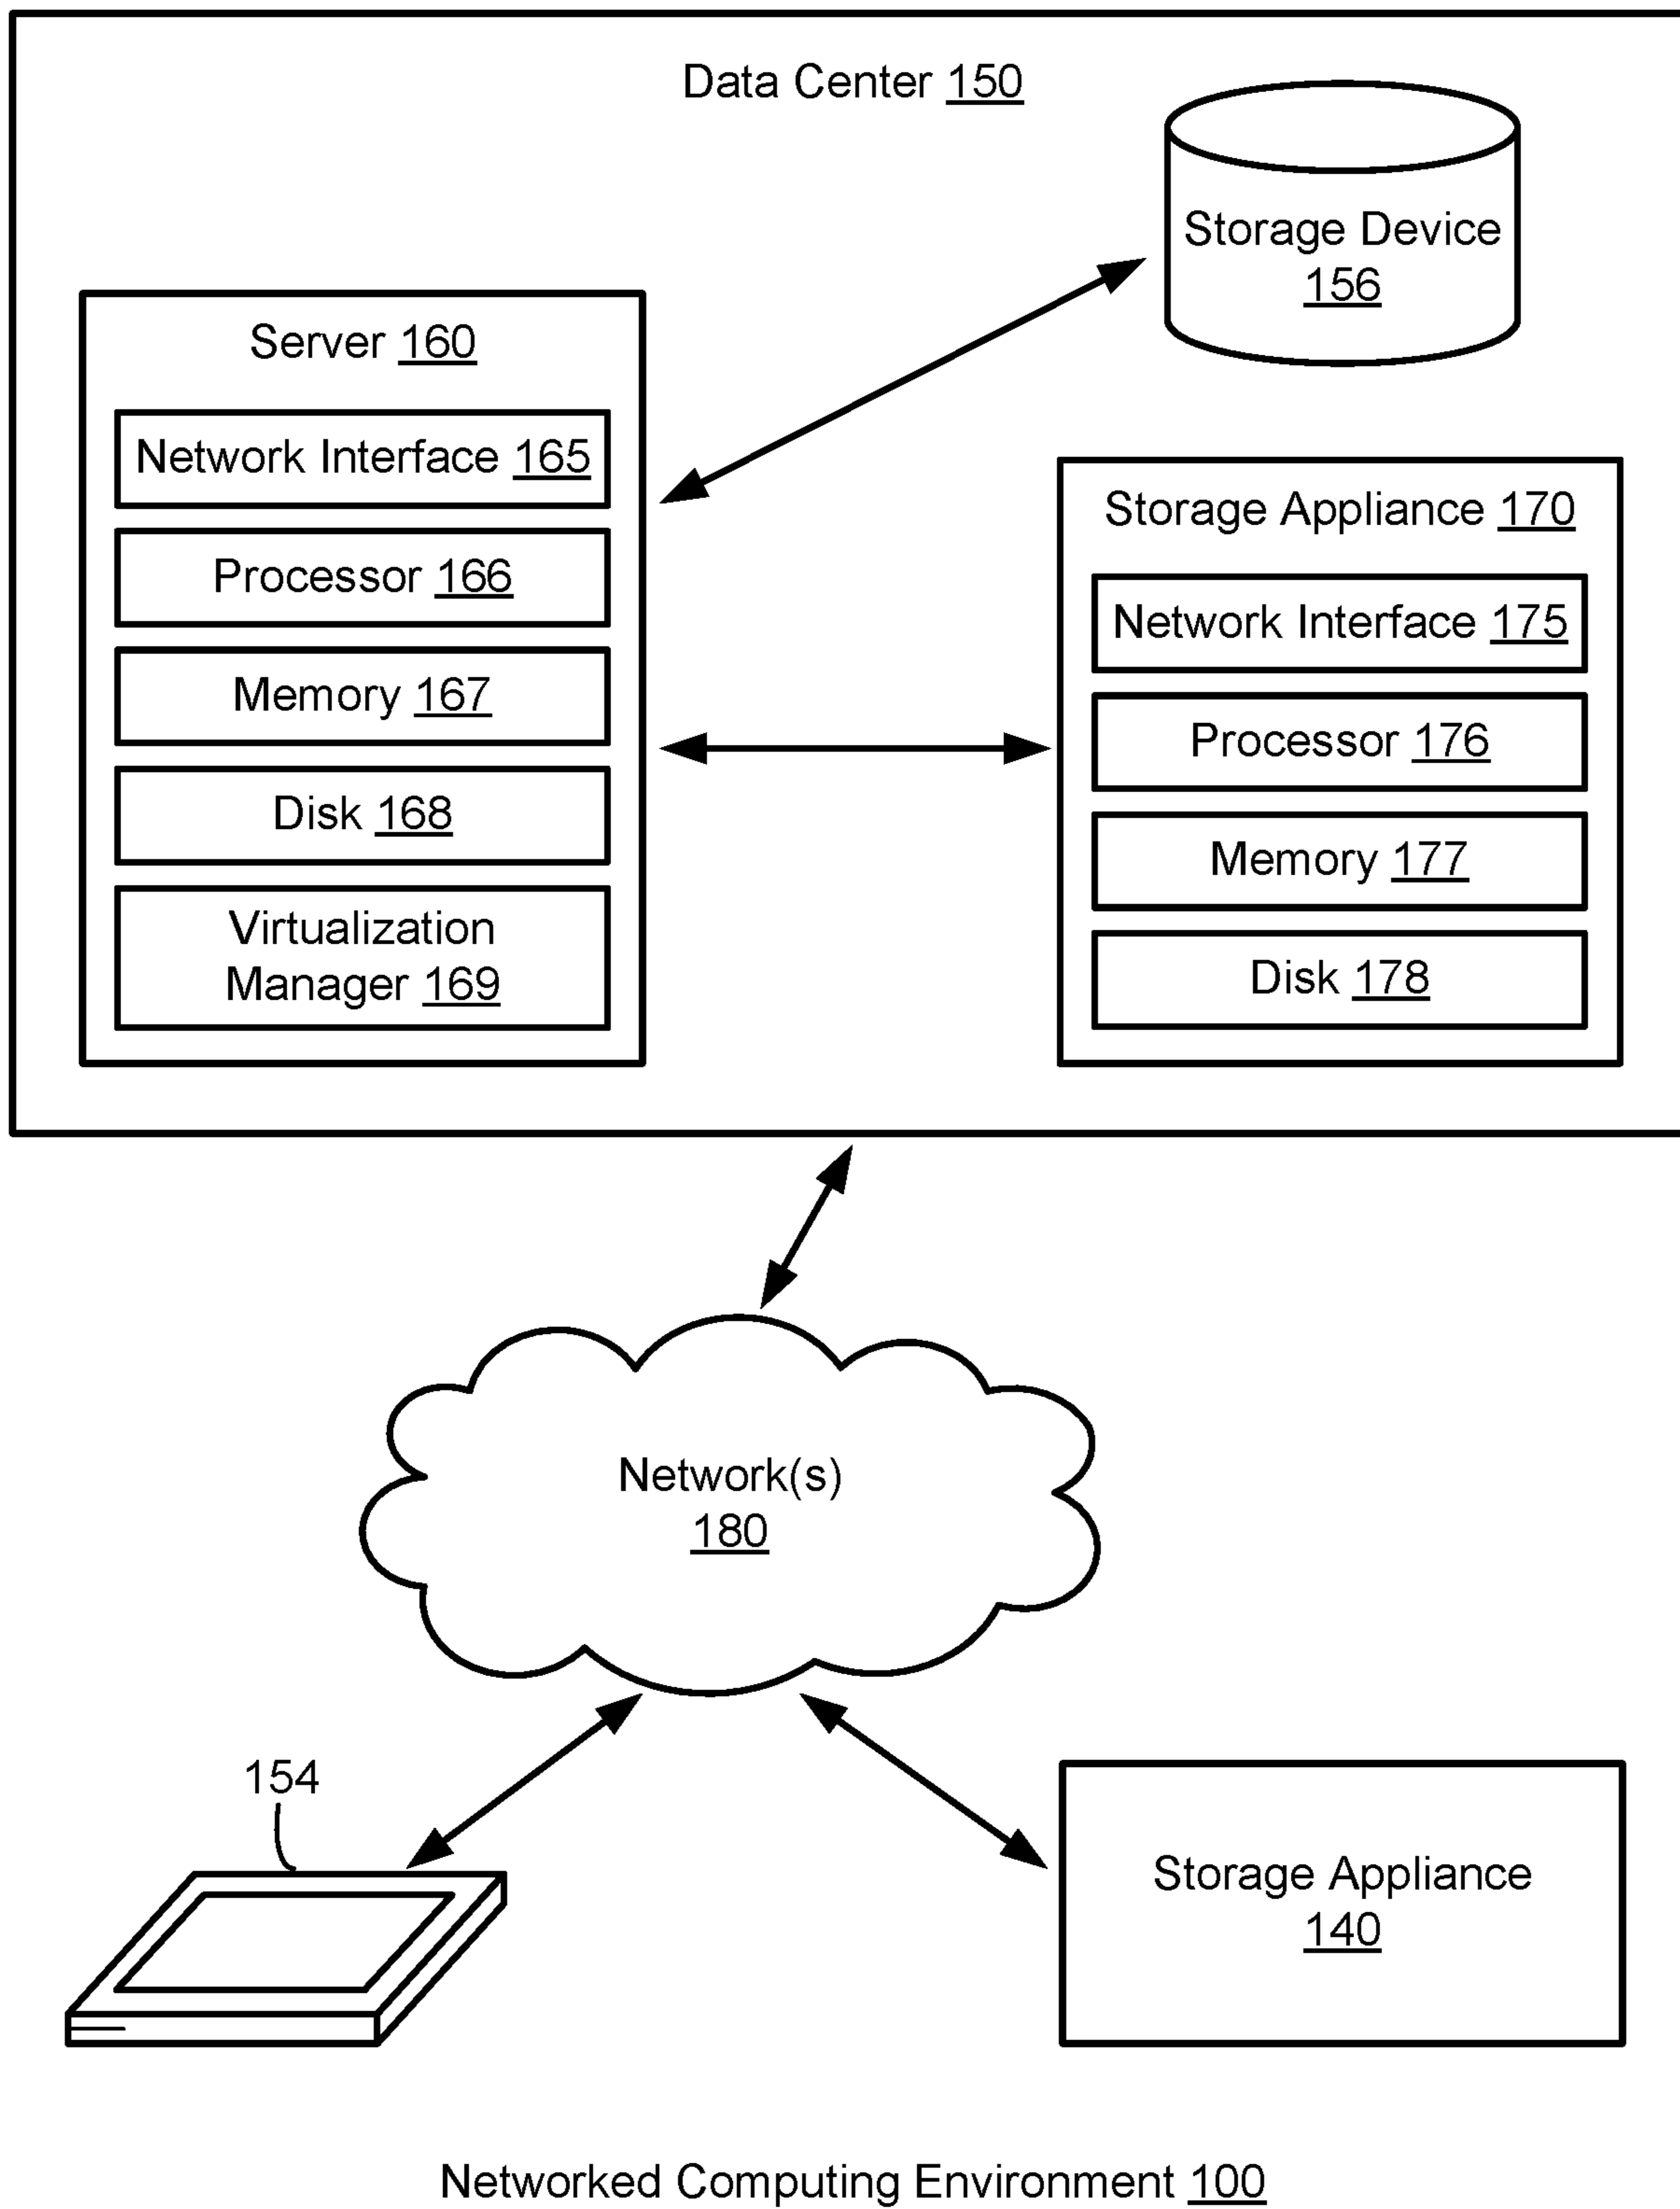 Data Center 150
Storage Device
156
Server 160
Network Interface 165
Processor 166
Memory 167
Disk 168
Virtualization
Manager 169
Storage Appliance 170
Network Interface 175
Processor 176
Memory 177
Disk 178
Network(s)
180
154
Storage Appliance
140
Networked Computing Environment 100